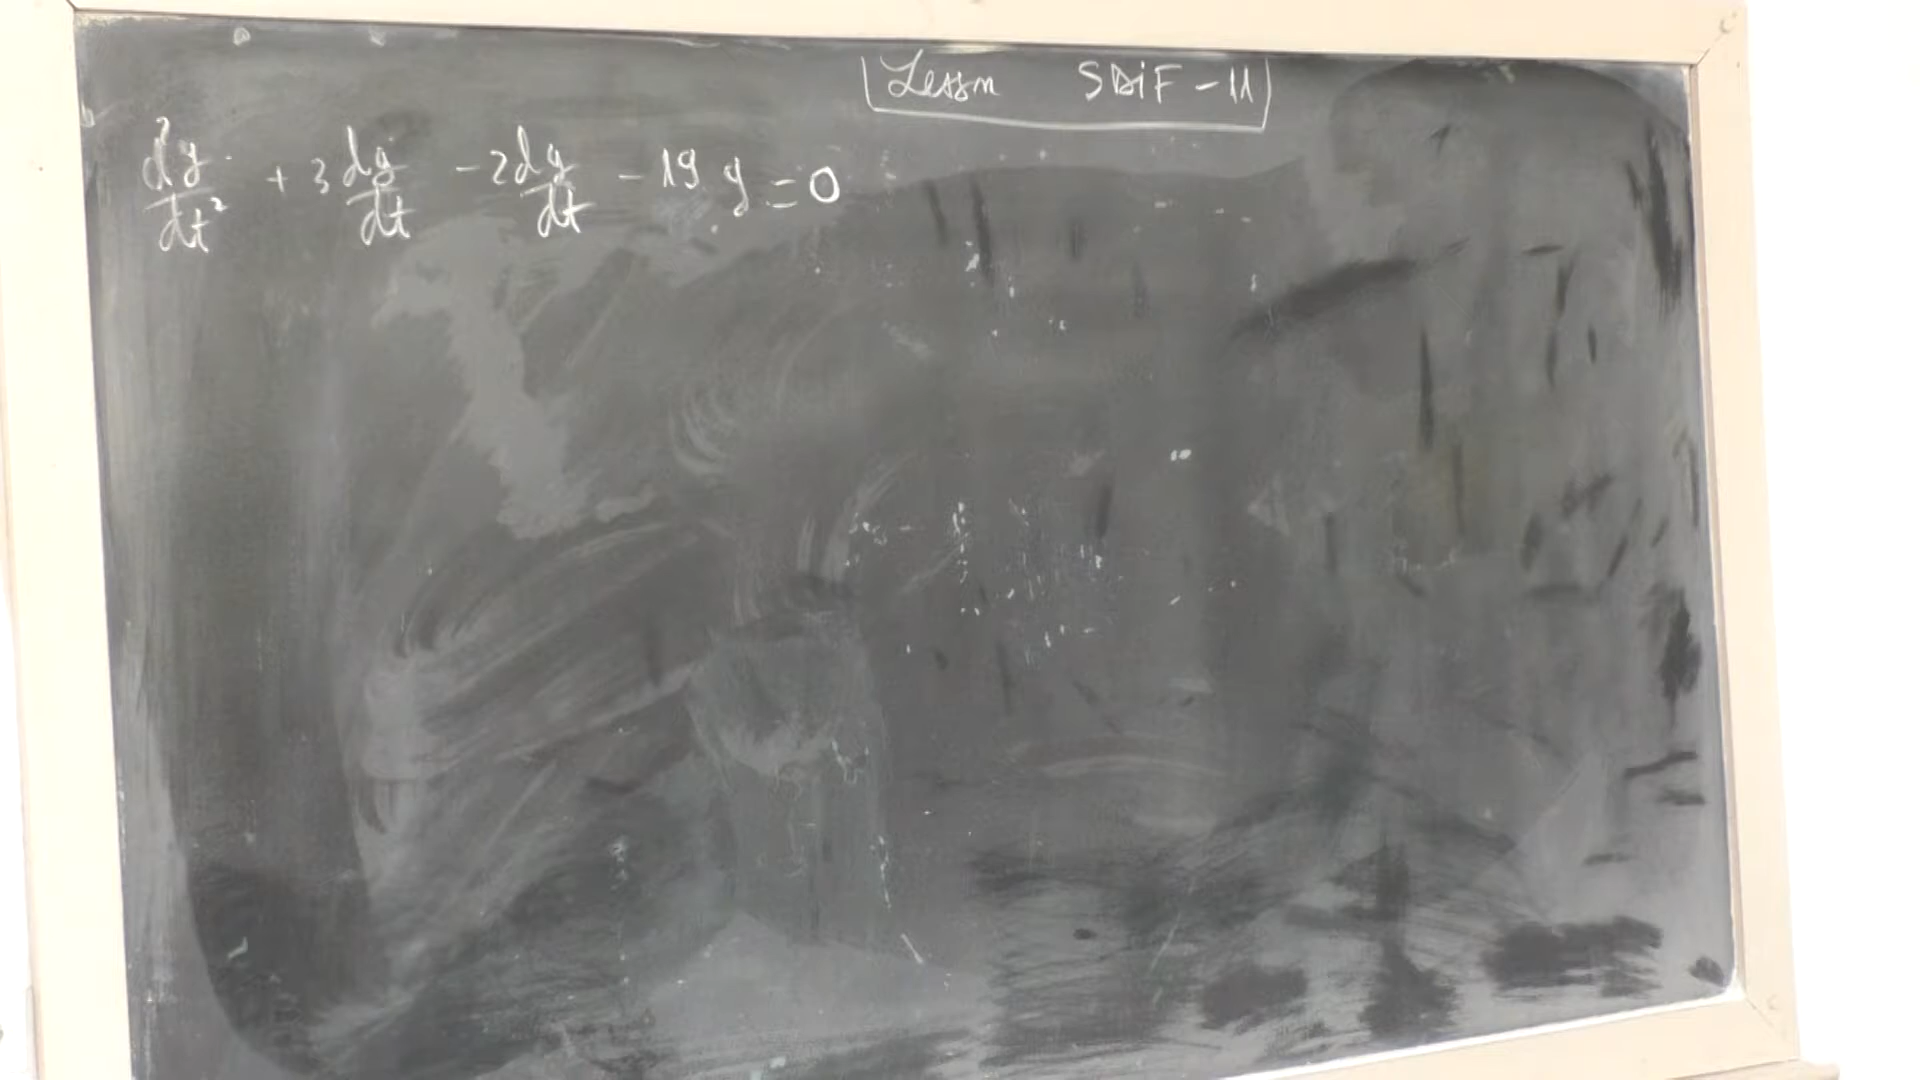 Lesson SDIF-11
d²y/dt² + 3 dy/dt - 2 dy/dt - 19 y = 0